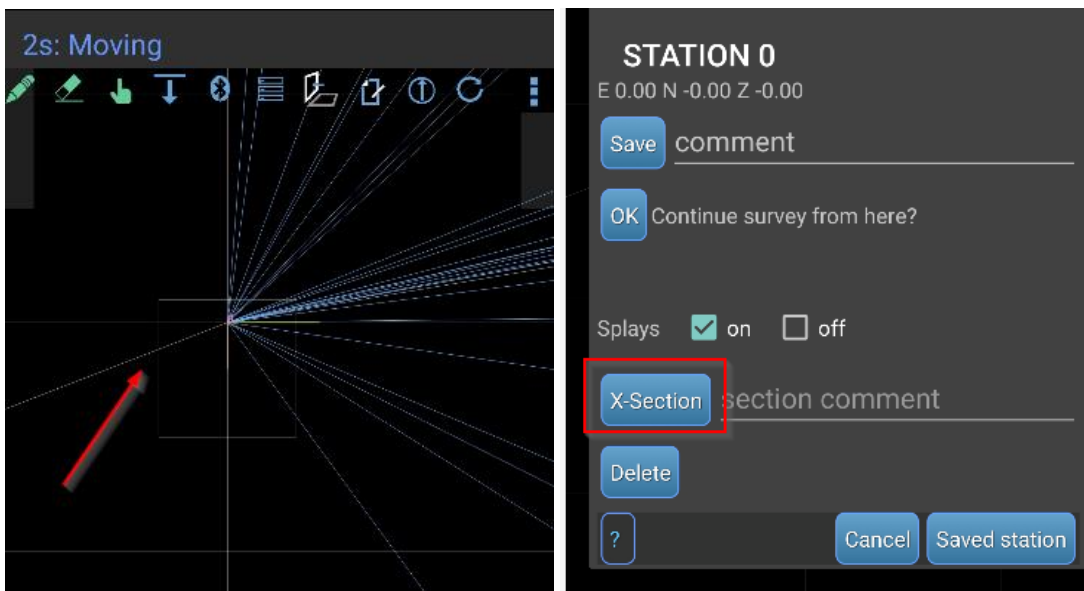 2s: Moving
STATION 0
E 0.00 N -0.00 Z -0.00
Save comment
OK Continue survey from here?
Splays on off
X-Section section comment
Delete
? Cancel Saved station